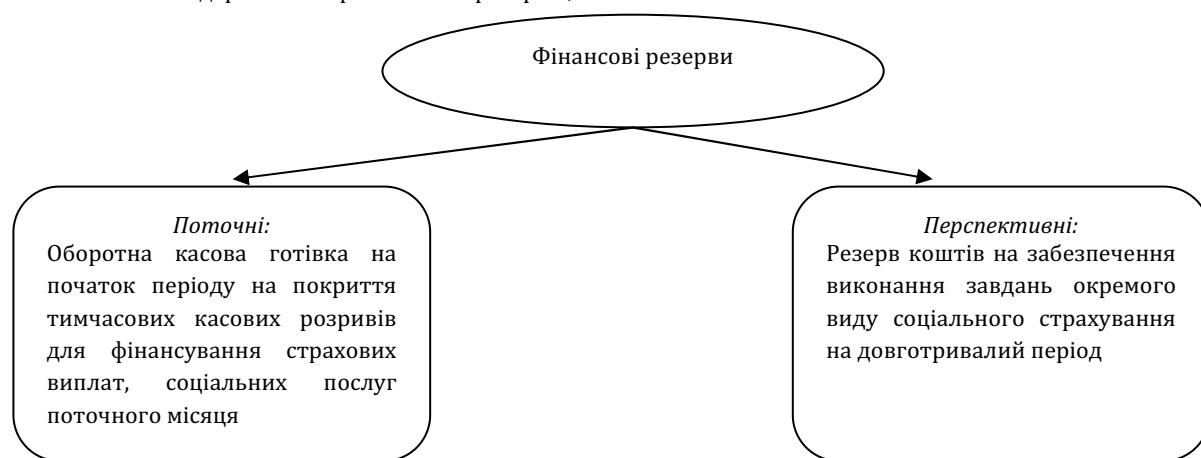 Фінансові резерви
Поточні:
Оборотна касова готівка на
початок періоду на покриття
тимчасових касових розривів
для фінансування страхових
виплат, соціальних послуг
поточного місяця
Перспективні:
Резерв коштів на забезпечення
виконання завдань окремого
виду соціального страхування
на довготривалий період